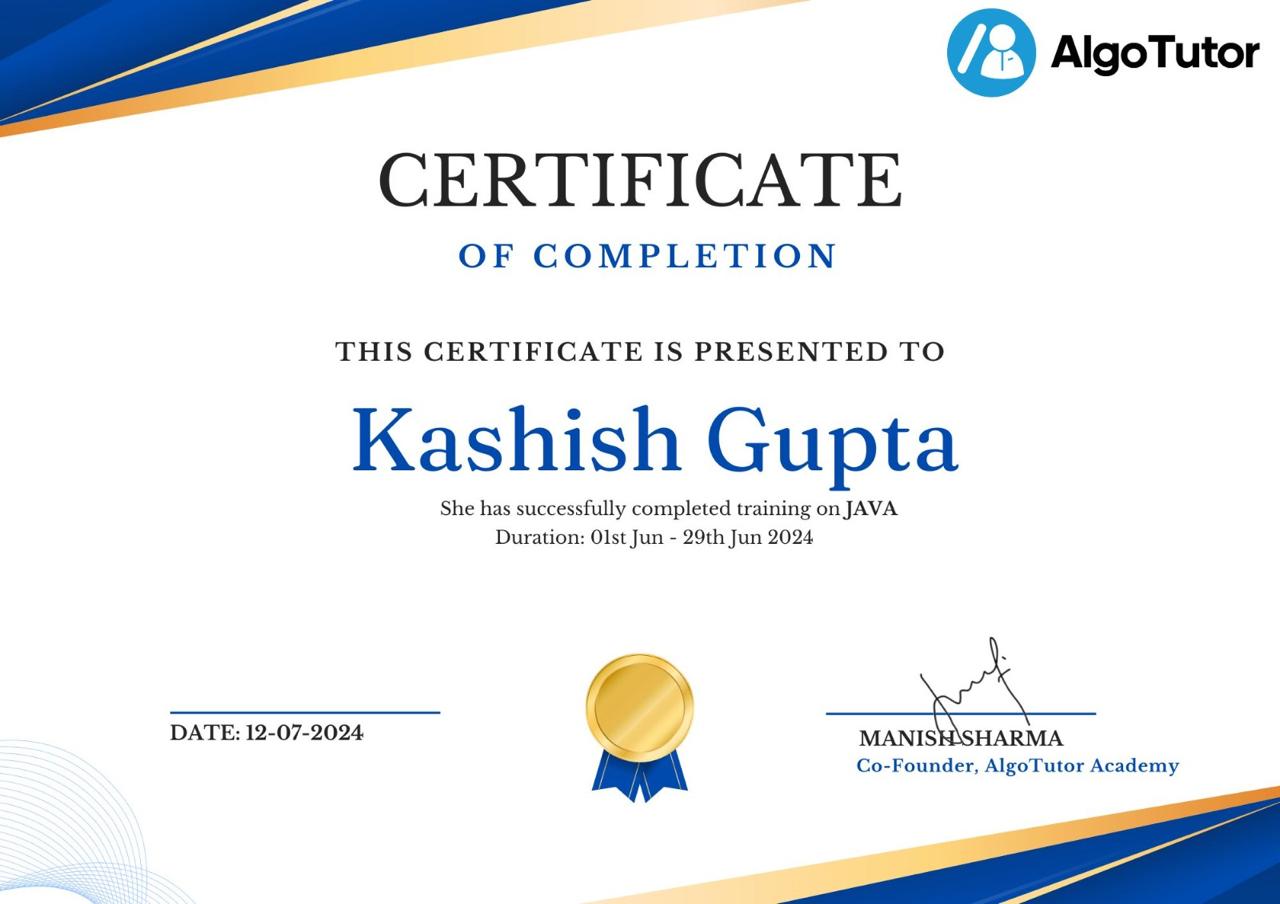 AlgoTutor
CERTIFICATE
OF COMPLETION
THIS CERTIFICATE IS PRESENTED TO
Kashish Gupta
She has successfully completed training on JAVA
Duration: 01st Jun - 29th Jun 2024
DATE: 12-07-2024
MANISH SHARMA
Co-Founder, AlgoTutor Academy